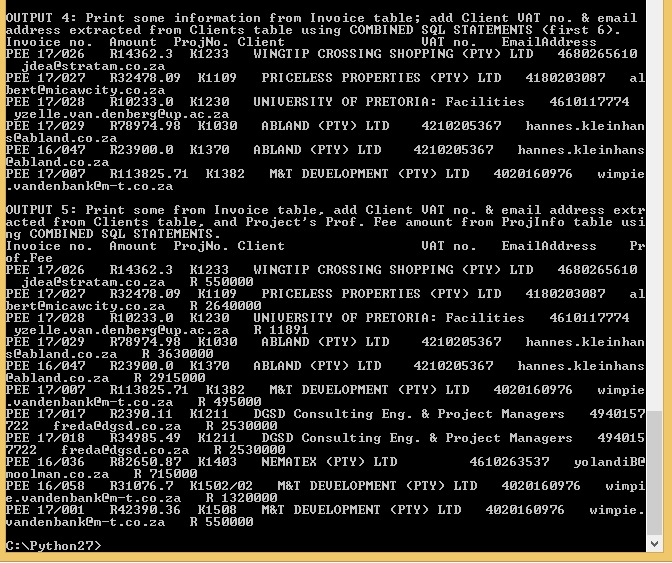 OUTPUT 4: Print some information from Invoice table; add Client VAT no. & email
address extracted from Clients table using COMBINED SQL STATEMENTS (first 6).
Invoice no.  Amount  ProjNo. Client                    VAT no.   EmailAddress
PEE 17/026   R14362.3  K1233    WINGTIP CROSSING SHOPPING (PTY) LTD   4680265610
  jdea@stratam.co.za
PEE 17/027   R32478.09  K1109    PRICELESS PROPERTIES (PTY) LTD   4180203087   al
bert@micawcity.co.za
PEE 17/028   R10233.0  K1230    UNIVERSITY OF PRETORIA: Facilities   4610117774
 yzelle.van.denberg@up.ac.za
PEE 17/029   R78974.98  K1030    ABLAND (PTY) LTD   4210205367   hannes.kleinhan
s@abland.co.za
PEE 16/047   R23900.0  K1370    ABLAND (PTY) LTD   4210205367   hannes.kleinhans
@abland.co.za
PEE 17/007   R113825.71  K1382    M&T DEVELOPMENT (PTY) LTD   4020160976   wimpie
.vandenbank@m-t.co.za
OUTPUT 5: Print some from Invoice table, add Client VAT no. & email address extr
acted from Clients table, and Project's Prof. Fee amount from ProjInfo table usi
ng COMBINED SQL STATEMENTS.
Invoice no.  Amount  ProjNo. Client                    VAT no.   EmailAddress    Pr
of.Fee
PEE 17/026   R14362.3  K1233    WINGTIP CROSSING SHOPPING (PTY) LTD   4680265610
  jdea@stratam.co.za   R 550000
PEE 17/027   R32478.09  K1109    PRICELESS PROPERTIES (PTY) LTD   4180203087   al
bert@micawcity.co.za   R 2640000
PEE 17/028   R10233.0  K1230    UNIVERSITY OF PRETORIA: Facilities   4610117774
 yzelle.van.denberg@up.ac.za   R 11891
PEE 17/029   R78974.98  K1030    ABLAND (PTY) LTD   4210205367   hannes.kleinhan
s@abland.co.za   R 3630000
PEE 16/047   R23900.0  K1370    ABLAND (PTY) LTD   4210205367   hannes.kleinhans
@abland.co.za   R 2915000
PEE 17/007   R113825.71  K1382    M&T DEVELOPMENT (PTY) LTD   4020160976   wimpie
.vandenbank@m-t.co.za   R 495000
PEE 17/017   R2390.11  K1211    DGSD Consulting Eng. & Project Managers   4940157
722   freda@dgsd.co.za   R 2530000
PEE 17/018   R34985.49  K1211    DGSD Consulting Eng. & Project Managers   494015
7722   freda@dgsd.co.za   R 2530000
PEE 16/036   R82650.87  K1403    NEMATEX (PTY) LTD           4610263537   yolandiB@
moolman.co.za   R 715000
PEE 16/058   R31076.7  K1502/02    M&T DEVELOPMENT (PTY) LTD   4020160976   wimpi
e.vandenbank@m-t.co.za   R 1320000
PEE 17/001   R42390.36  K1508    M&T DEVELOPMENT (PTY) LTD   4020160976   wimpie.
vandenbank@m-t.co.za   R 550000
C:\Python27>